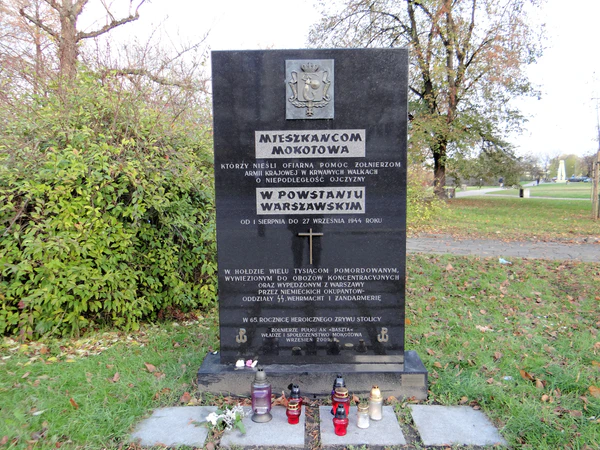 MIESZKAŃCOM
MOKOTOWA
KTÓRZY NIEŚLI OFIARNĄ POMOC ŻOŁNIERZOM
ARMII KRAJOWEJ W KRWAWYCH WALKACH
O NIEPODLEGŁOŚĆ OJCZYZNY
W POWSTANIU
WARSZAWSKIM
OD 1 SIERPNIA DO 27 WRZEŚNIA 1944 ROKU
W HOŁDZIE WIELU TYSIĄCOM POMORDOWANYM,
WYWIEZIONYM DO OBOZÓW KONCENTRACYJNYCH
ORAZ WYPĘDZONYM Z WARSZAWY
PRZEZ NIEMIECKICH OKUPANTÓW-
ODDZIAŁY SS, WEHRMACHT I ŻANDARMERIĘ
W 65 ROCZNICĘ HEROICZNEGO ZRYWU STOLICY
ŻOŁNIERZE PUŁKU AK "BASZTA"
WŁADZE I SPOŁECZEŃSTWO MOKOTOWA
WRZESIEŃ 2009 R.